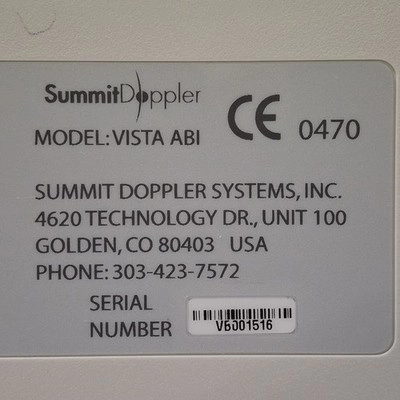 SummitDoppler
MODEL: VISTA ABI
CE 0470
SUMMIT DOPPLER SYSTEMS, INC.
4620 TECHNOLOGY DR., UNIT 100
GOLDEN, CO 80403 USA
PHONE: 303-423-7572
SERIAL
NUMBER
VB001516